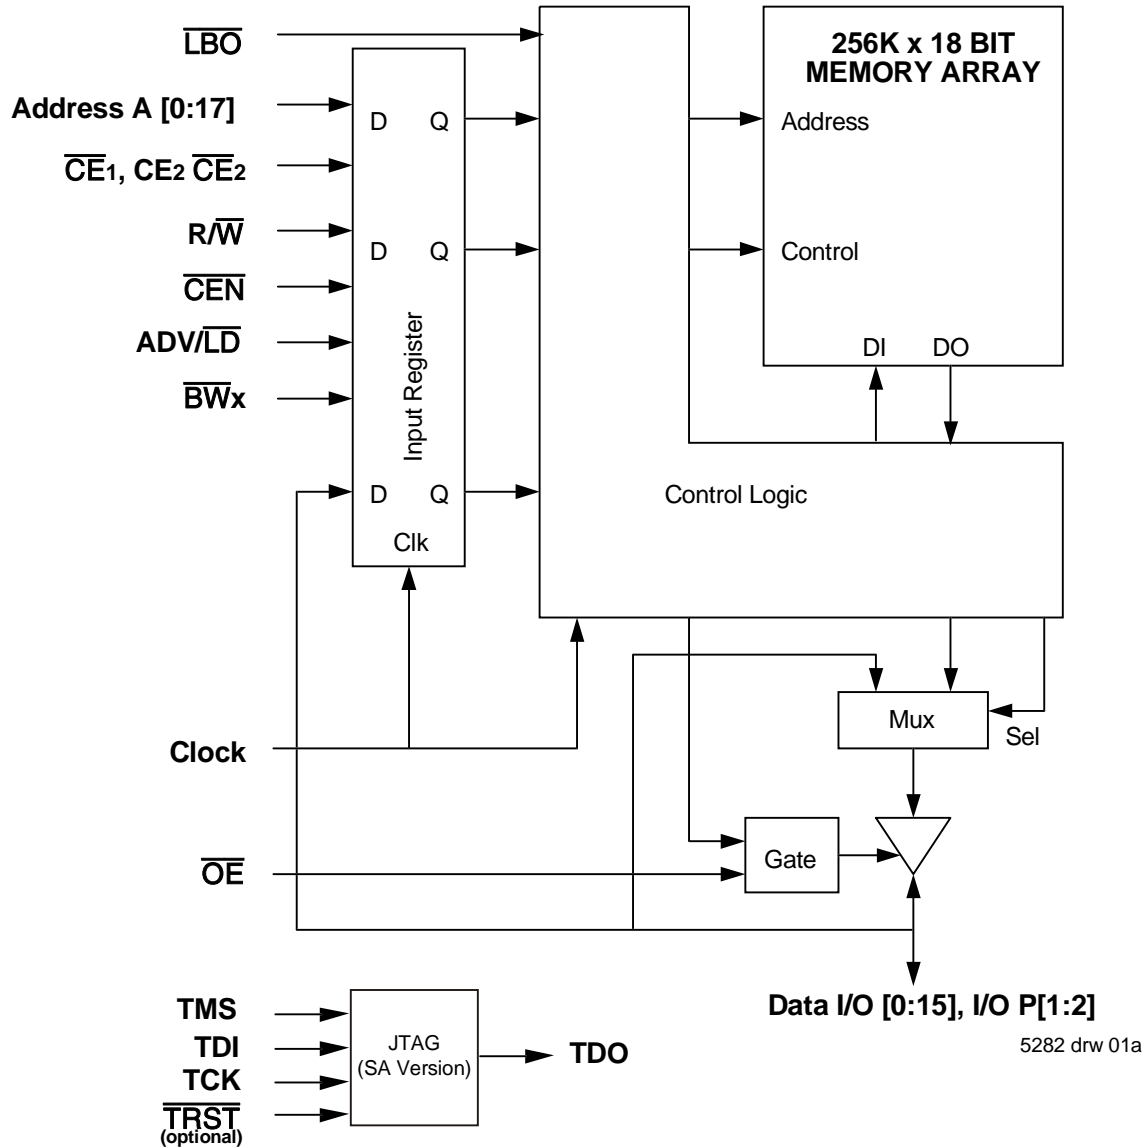 LBO
256K x 18 BIT
MEMORY ARRAY
Address A [0:17]
D Q
Address
CE1, CE2 CE2
R/W
D Q
Control
CEN
ADV/LD
BWx
Input Register
DI DO
D Q
Control Logic
Clk
Mux
Sel
Clock
Gate
OE
Data I/O [0:15], I/O P[1:2]
5282 drw 01a
TMS
TDI
TCK
TRST
(optional)
JTAG
(SA Version)
TDO